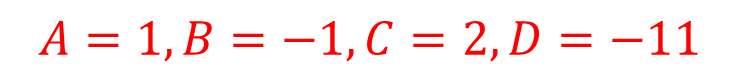 A = 1, B = −1, C = 2, D = −11